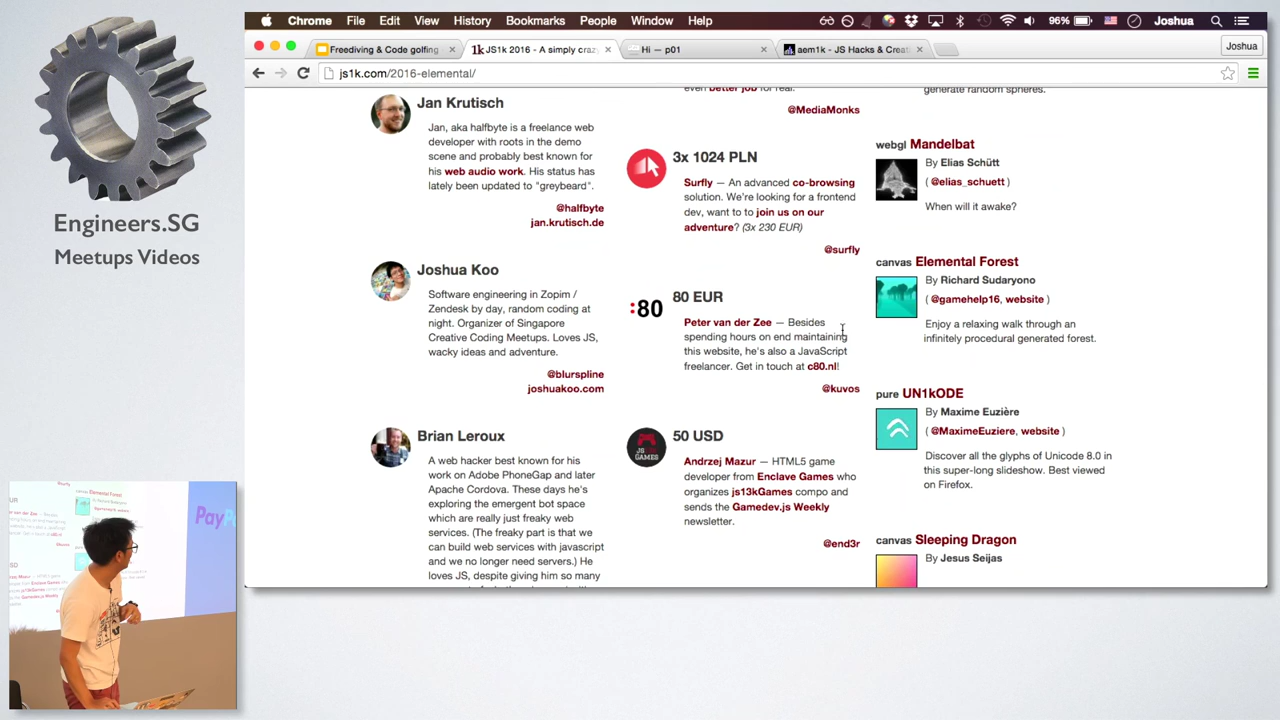 Chrome File Edit View History Bookmarks People Window Help
96%
Joshua
Freediving & Code golfing
1k JS1K 2016 - A simply craz
Hi — p01
aem1k - JS Hacks & Creati
Joshua
js1k.com/2016-elemental/
Jan Krutisch
Jan, aka halfbyte is a freelance web
developer with roots in the demo
scene and probably best known for
his web audio work. His status has
lately been updated to "greybeard".
@halfbyte
jan.krutisch.de
Joshua Koo
Software engineering in Zopim /
Zendesk by day, random coding at
night. Organizer of Singapore
Creative Coding Meetups. Loves JS,
wacky ideas and adventure.
@blurspline
joshuakoo.com
Brian Leroux
A web hacker best known for his
work on Adobe PhoneGap and later
Apache Cordova. These days he's
exploring the emergent bot space
which are really just freaky web
services. (The freaky part is that we
can build web services with javascript
and we no longer need servers.) He
loves JS, despite giving him so many
even better job for real.
@MediaMonks
3x 1024 PLN
Surfly — An advanced co-browsing
solution. We're looking for a frontend
dev, want to to join us on our
adventure? (3x 230 EUR)
@surfly
:80
80 EUR
Peter van der Zee — Besides
spending hours on end maintaining
this website, he's also a JavaScript
freelancer. Get in touch at c80.nl!
@kuvos
50 USD
Andrzej Mazur — HTML5 game
developer from Enclave Games who
organizes js13kGames compo and
sends the Gamedev.js Weekly
newsletter.
@end3r
generate random spheres.
webgl Mandelbat
By Elias Schütt
( @elias_schuett )
When will it awake?
canvas Elemental Forest
By Richard Sudaryono
( @gamehelp16, website )
Enjoy a relaxing walk through an
infinitely procedural generated forest.
pure UN1kODE
By Maxime Euzière
( @MaximeEuziere, website )
Discover all the glyphs of Unicode 8.0 in
this super-long slideshow. Best viewed
on Firefox.
canvas Sleeping Dragon
By Jesus Seijas
Engineers.SG
Meetups Videos
PayP